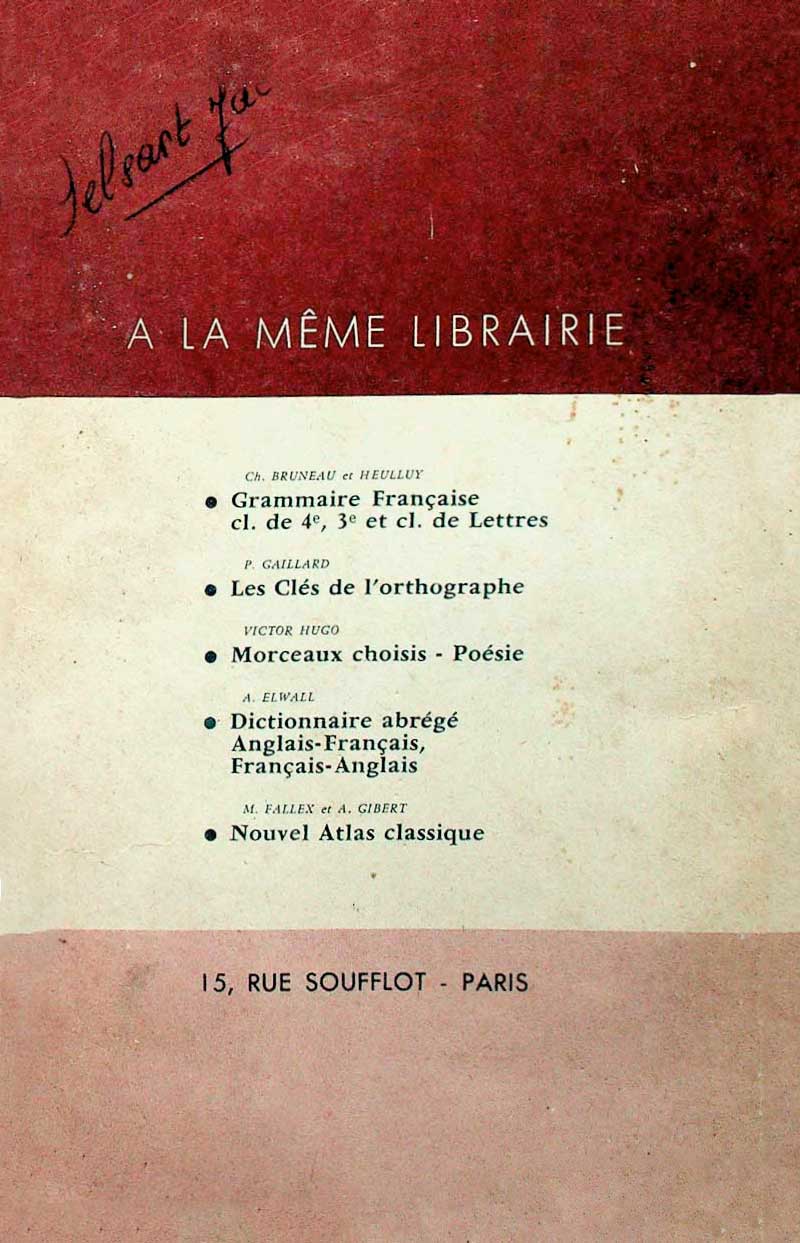 Delsart Jac
A LA MÊME LIBRAIRIE
Ch. BRUNEAU et HEULLUY
● Grammaire Française
cl. de 4e, 3e et cl. de Lettres
P. GAILLARD
● Les Clés de l'orthographe
VICTOR HUGO
● Morceaux choisis - Poésie
A. ELWALL
● Dictionnaire abrégé
Anglais-Français,
Français-Anglais
M. FALLEX et A. GIBERT
● Nouvel Atlas classique
15, RUE SOUFFLOT - PARIS